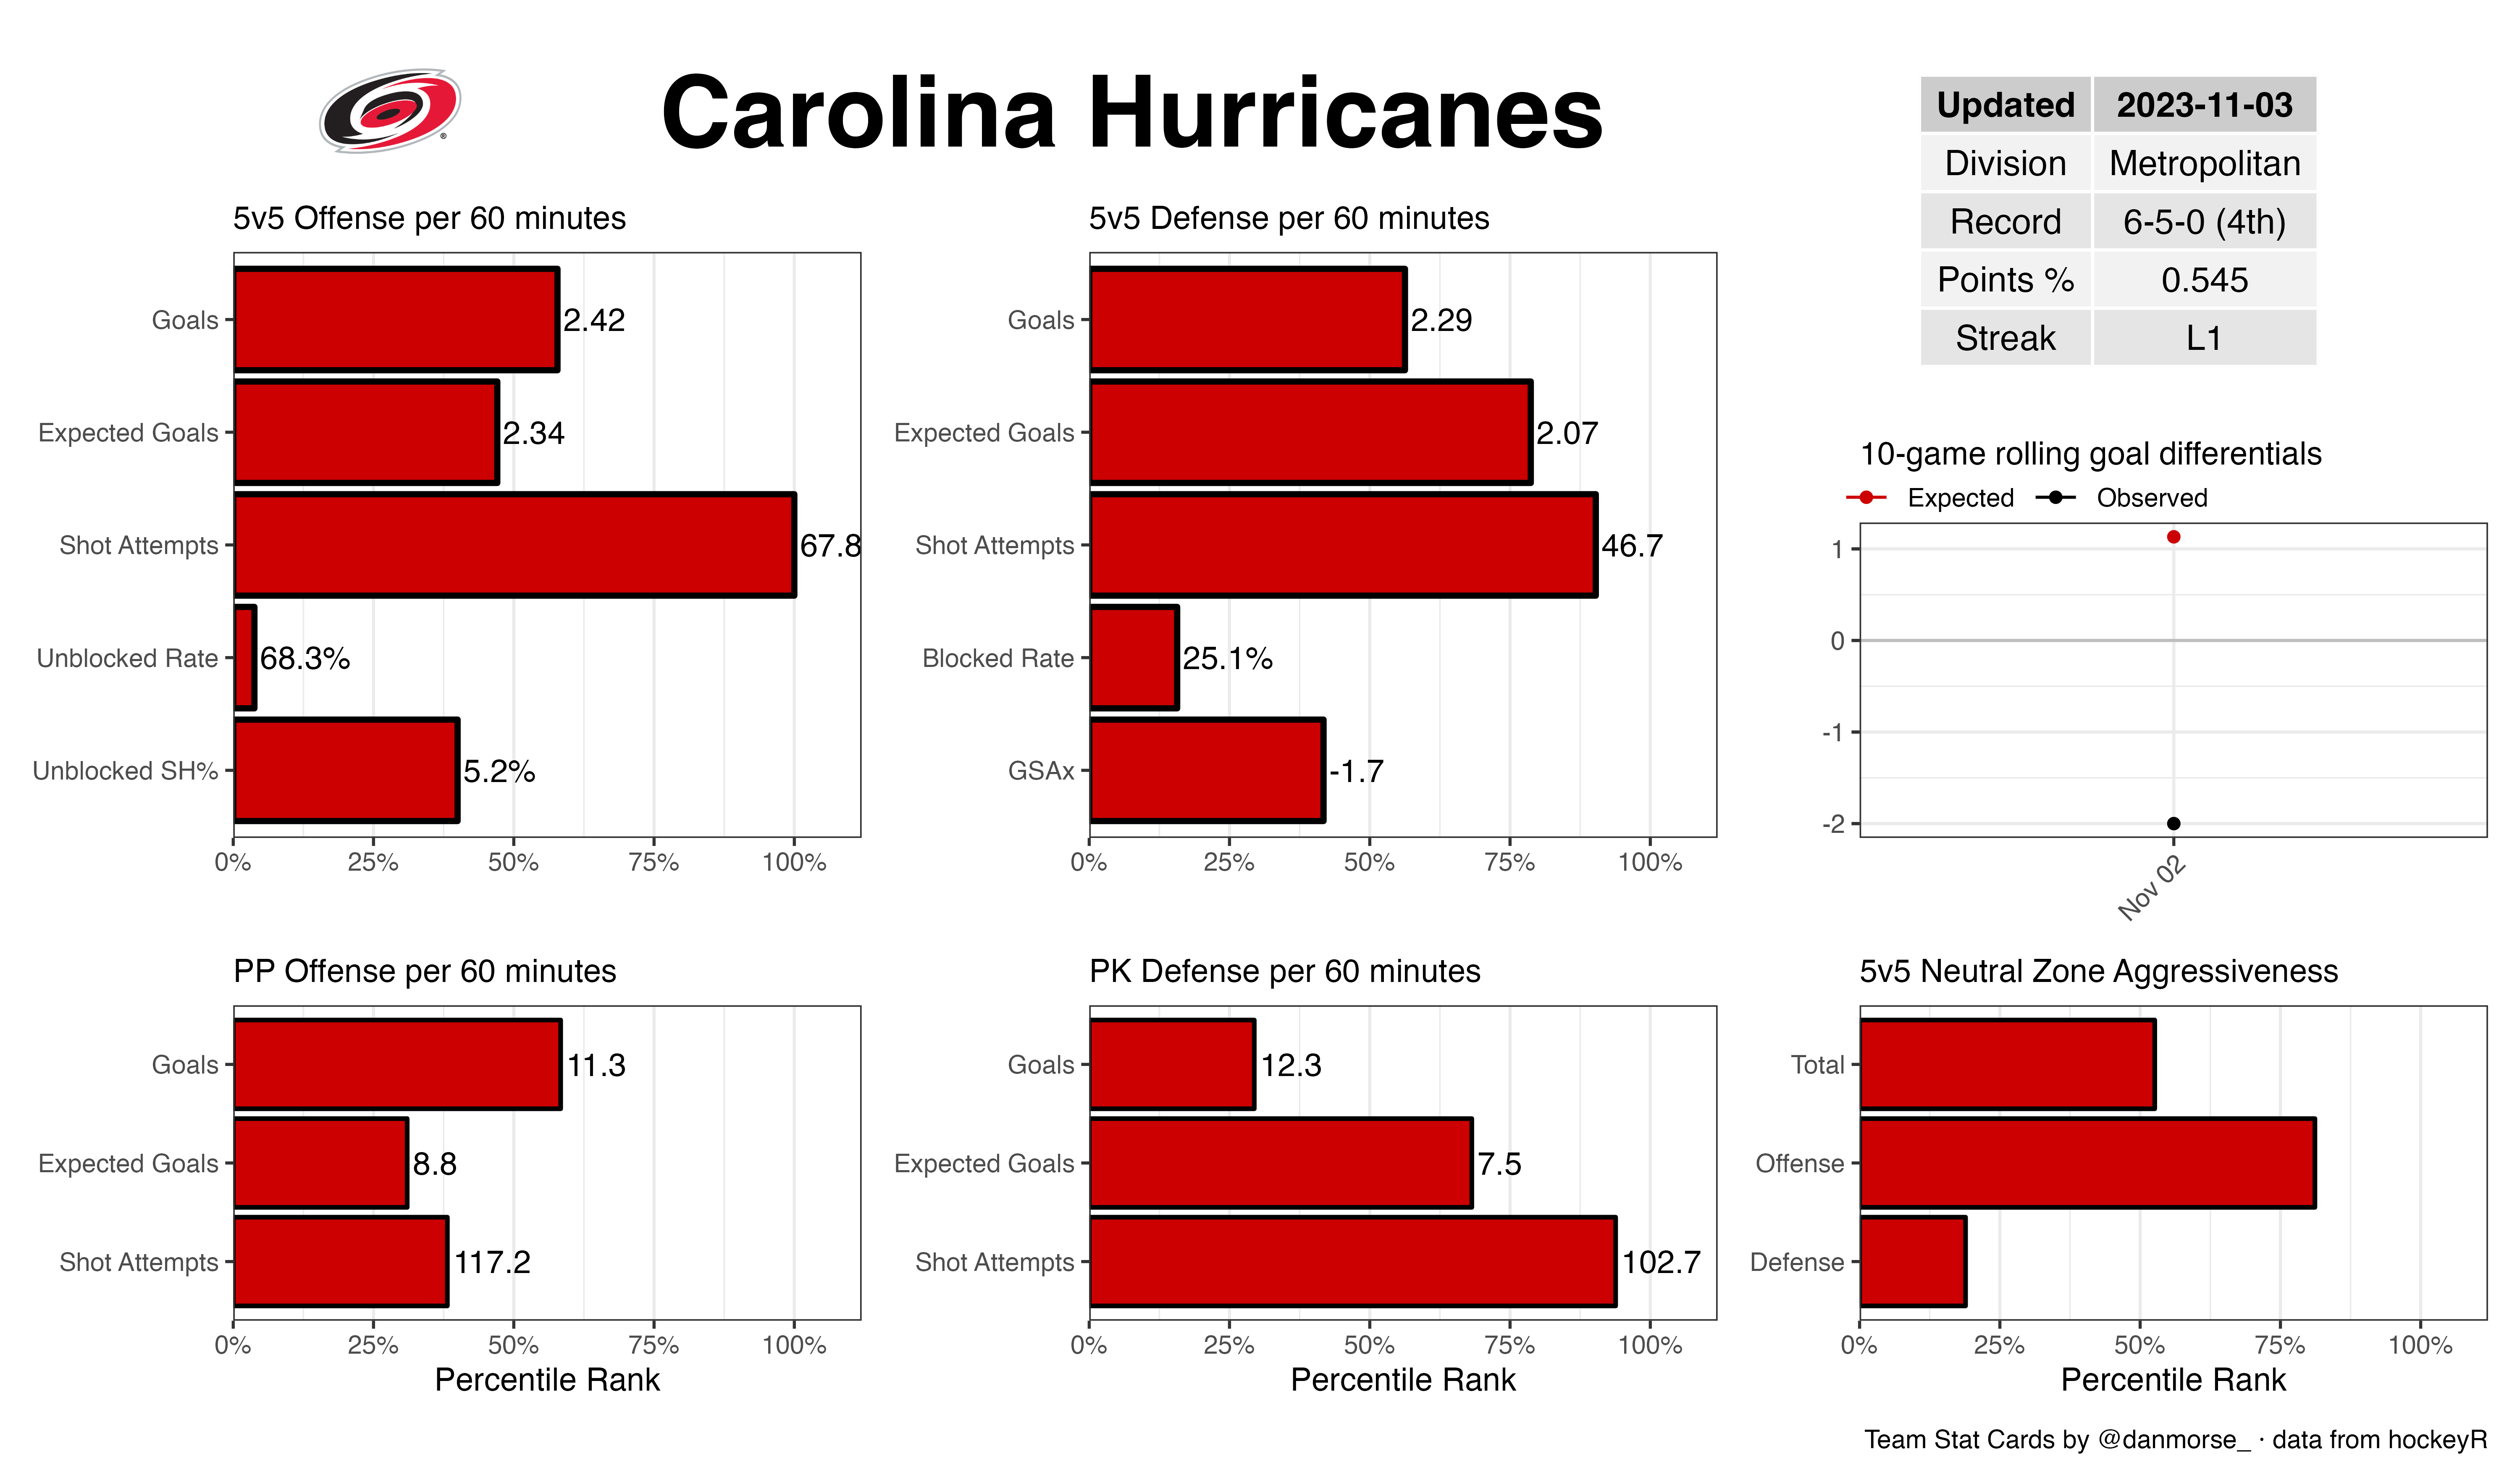 Carolina Hurricanes
Updated 2023-11-03
Division Metropolitan
Record 6-5-0 (4th)
Points % 0.545
Streak L1
5v5 Offense per 60 minutes
Goals 2.42
Expected Goals 2.34
Shot Attempts 67.8
Unblocked Rate 68.3%
Unblocked SH% 5.2%
0% 25% 50% 75% 100%
5v5 Defense per 60 minutes
Goals 2.29
Expected Goals 2.07
Shot Attempts 46.7
Blocked Rate 25.1%
GSAx -1.7
0% 25% 50% 75% 100%
10-game rolling goal differentials
Expected Observed
1
0
-1
-2
Nov 02
PP Offense per 60 minutes
Goals 11.3
Expected Goals 8.8
Shot Attempts 117.2
0% 25% 50% 75% 100%
Percentile Rank
PK Defense per 60 minutes
Goals 12.3
Expected Goals 7.5
Shot Attempts 102.7
0% 25% 50% 75% 100%
Percentile Rank
5v5 Neutral Zone Aggressiveness
Total
Offense
Defense
0% 25% 50% 75% 100%
Percentile Rank
Team Stat Cards by @danmorse_ · data from hockeyR